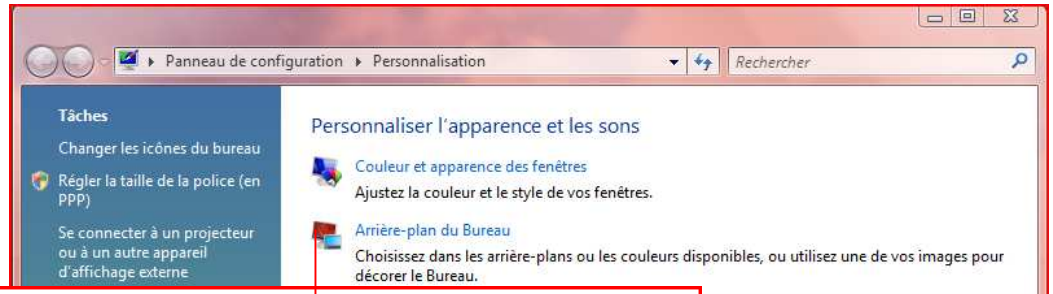 Panneau de configuration ▸ Personnalisation
Rechercher
Tâches
Changer les icônes du bureau
Régler la taille de la police (en
PPP)
Se connecter à un projecteur
ou à un autre appareil
d'affichage externe
Personnaliser l'apparence et les sons
Couleur et apparence des fenêtres
Ajustez la couleur et le style de vos fenêtres.
Arrière-plan du Bureau
Choisissez dans les arrière-plans ou les couleurs disponibles, ou utilisez une de vos images pour
décorer le Bureau.